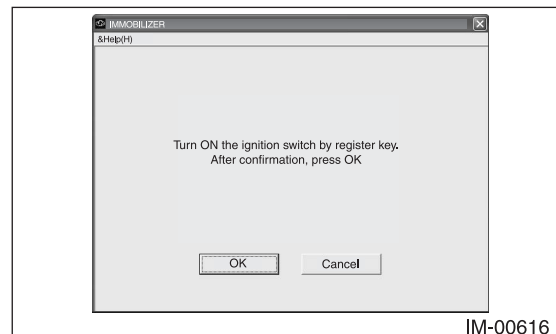 IMMOBILIZER
&Help(H)
Turn ON the ignition switch by register key.
After confirmation, press OK
OK Cancel
IM-00616